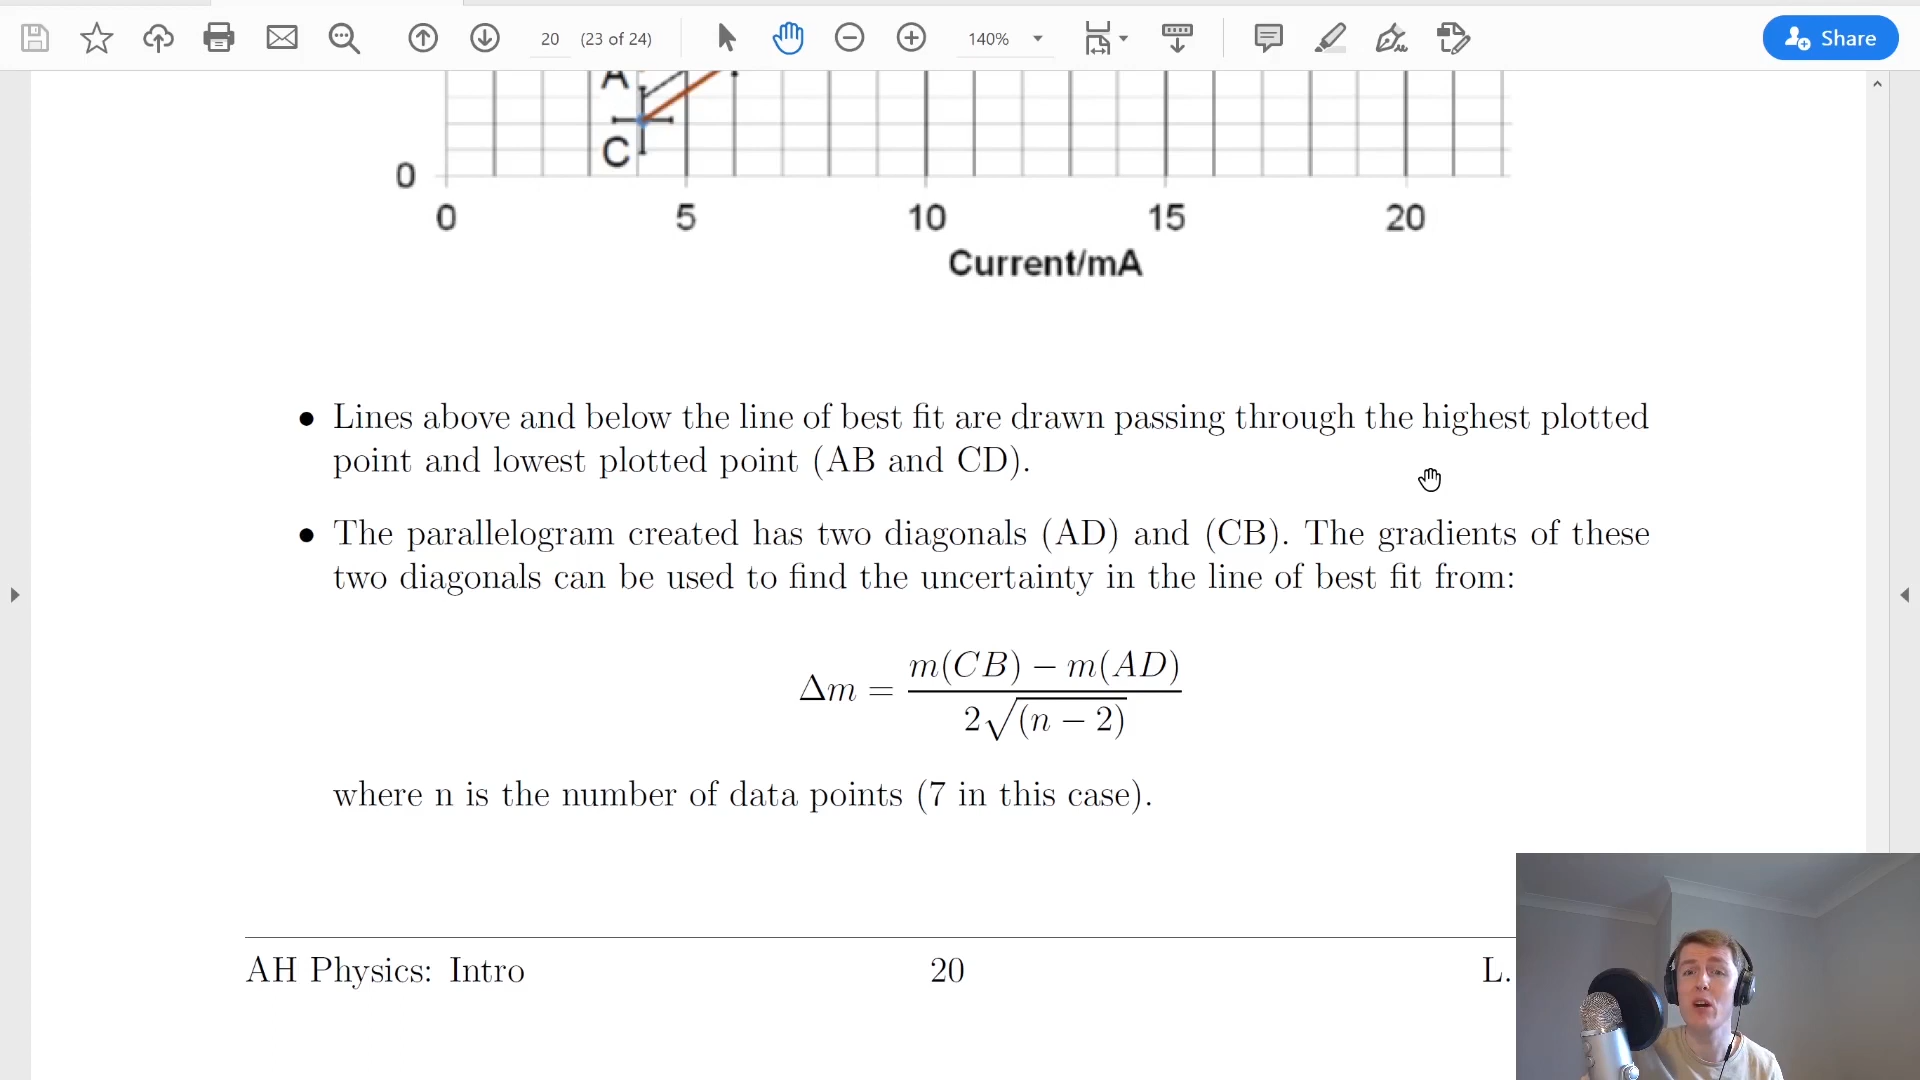 20 (23 of 24) 140% Share
A
C
0
0 5 10 15 20
Current/mA
• Lines above and below the line of best fit are drawn passing through the highest plotted
point and lowest plotted point (AB and CD).
• The parallelogram created has two diagonals (AD) and (CB). The gradients of these
two diagonals can be used to find the uncertainty in the line of best fit from:
Δm = \frac{m(CB) − m(AD)}{2\sqrt{(n − 2)}}
where n is the number of data points (7 in this case).
AH Physics: Intro 20 L.